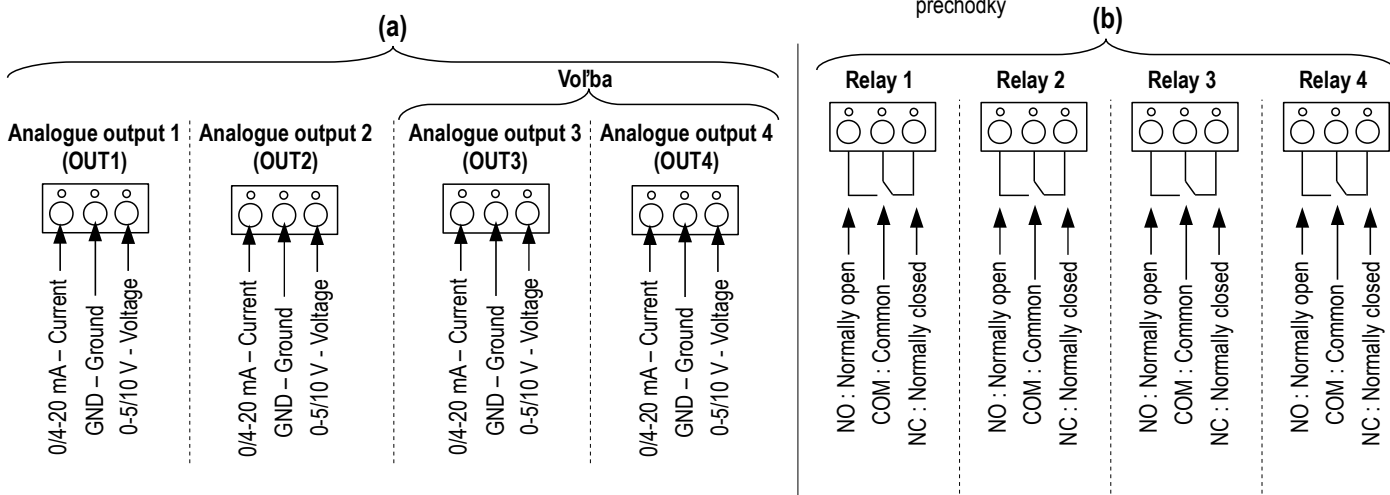 prechodky
(a)
(b)
Voľba
Analogue output 1
(OUT1)
Analogue output 2
(OUT2)
Analogue output 3
(OUT3)
Analogue output 4
(OUT4)
0/4-20 mA – Current
GND – Ground
0-5/10 V - Voltage
0/4-20 mA – Current
GND – Ground
0-5/10 V - Voltage
0/4-20 mA – Current
GND – Ground
0-5/10 V - Voltage
0/4-20 mA – Current
GND – Ground
0-5/10 V - Voltage
Relay 1
Relay 2
Relay 3
Relay 4
NO : Normally open
COM : Common
NC : Normally closed
NO : Normally open
COM : Common
NC : Normally closed
NO : Normally open
COM : Common
NC : Normally closed
NO : Normally open
COM : Common
NC : Normally closed